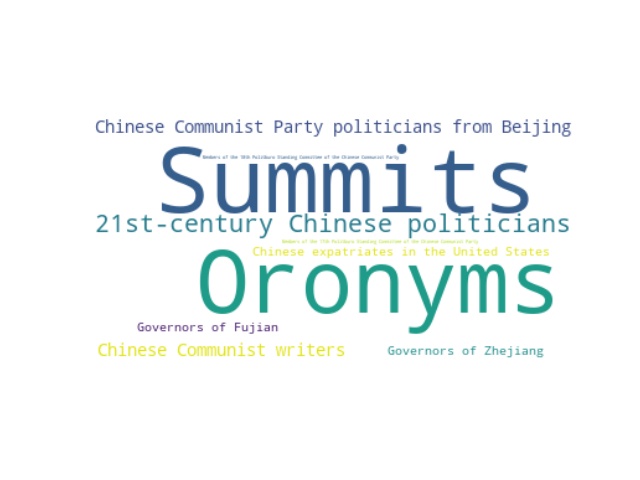 Chinese Communist Party politicians from Beijing
Members of the 18th Politburo Standing Committee of the Chinese Communist Party
Summits
21st-century Chinese politicians
Members of the 17th Politburo Standing Committee of the Chinese Communist Party
Chinese expatriates in the United States
Oronyms
Governors of Fujian
Chinese Communist writers
Governors of Zhejiang